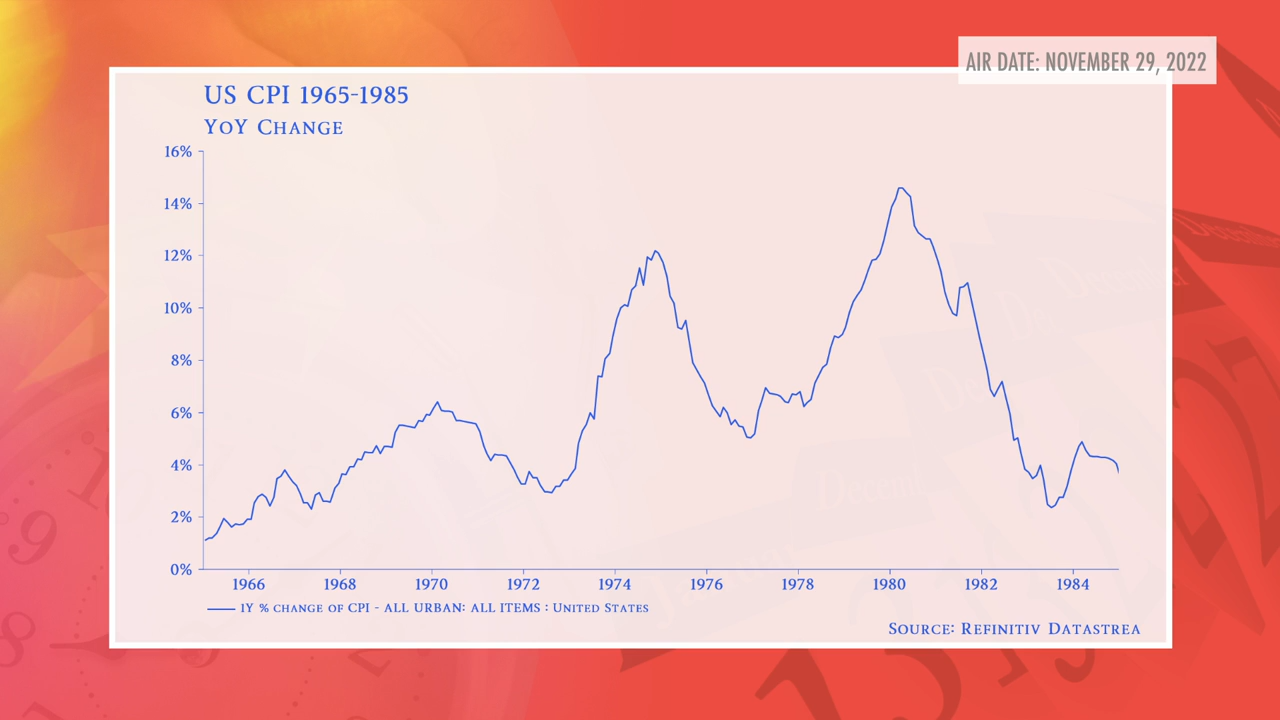 AIR DATE: NOVEMBER 29, 2022
US CPI 1965-1985
YoY Change
16%
14%
12%
10%
8%
6%
4%
2%
0%
1966 1968 1970 1972 1974 1976 1978 1980 1982 1984
1Y % change of CPI - ALL URBAN: ALL ITEMS : United States
Source: Refinitiv Datastrea